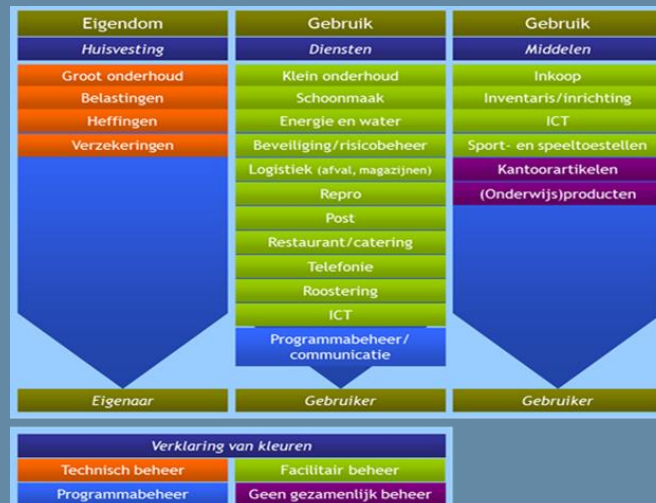 Eigendom
Huisvesting
Groot onderhoud
Belastingen
Heffingen
Verzekeringen
Eigenaar
Gebruik
Diensten
Klein onderhoud
Schoonmaak
Energie en water
Beveiliging/risicobeheer
Logistiek (afval, magazijnen)
Repro
Post
Restaurant/catering
Telefonie
Roostering
ICT
Programmabeheer/
communicatie
Gebruiker
Gebruik
Middelen
Inkoop
Inventaris/inrichting
ICT
Sport- en speeltoestellen
Kantoorartikelen
(Onderwijs)producten
Gebruiker
Verklaring van kleuren
Technisch beheer
Facilitair beheer
Programmabeheer
Geen gezamenlijk beheer